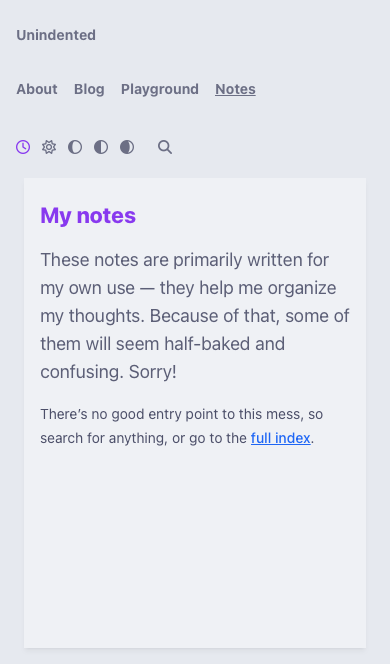 Unindented
About Blog Playground Notes
My notes
These notes are primarily written for
my own use — they help me organize
my thoughts. Because of that, some of
them will seem half-baked and
confusing. Sorry!
There’s no good entry point to this mess, so
search for anything, or go to the full index.